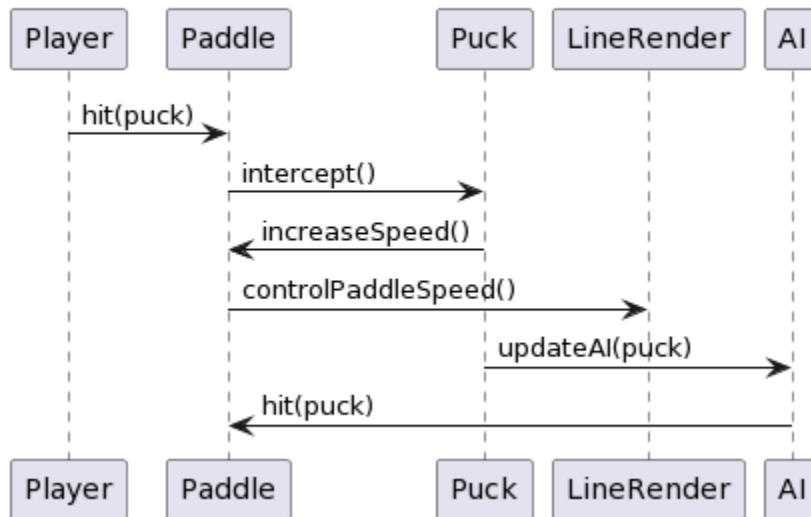 Player Paddle Puck LineRender AI
hit(puck)
intercept()
increaseSpeed()
controlPaddleSpeed()
updateAI(puck)
hit(puck)
Player Paddle Puck LineRender AI